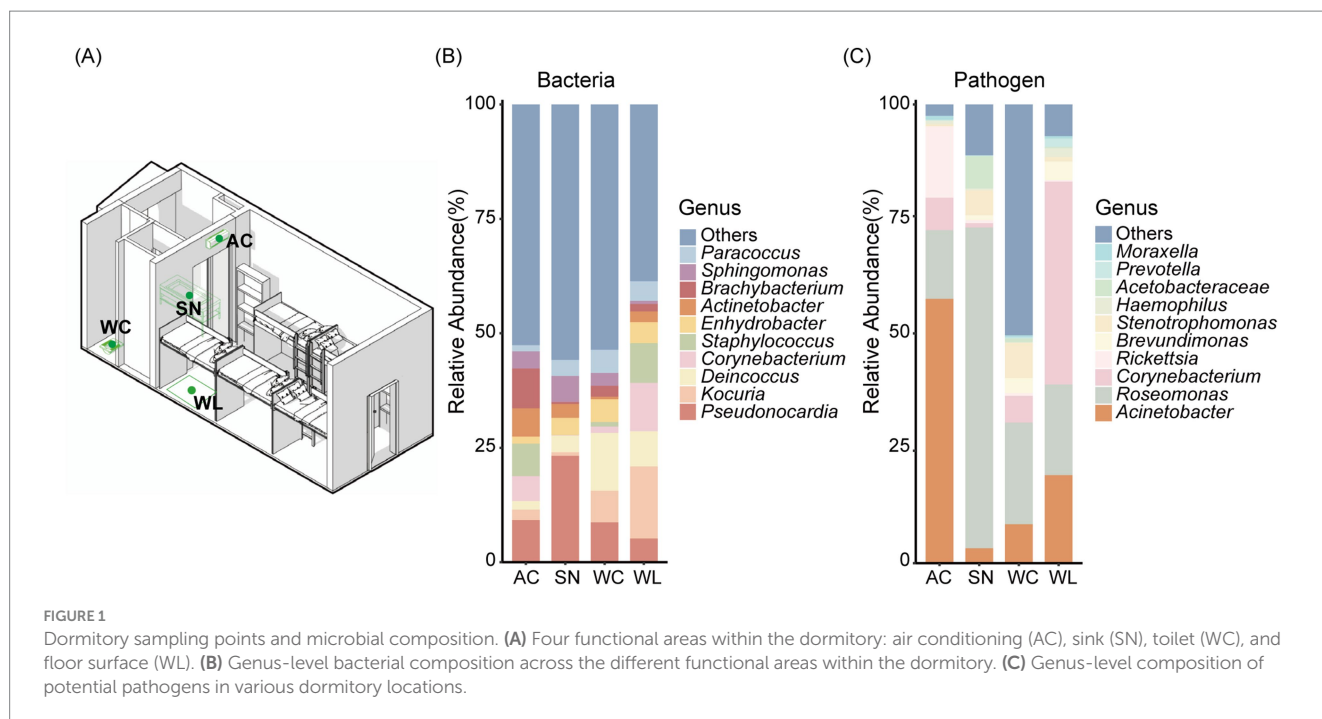 (A)
AC
SN
WC
WL
(B)
Bacteria
Relative Abundance(%)
100
75
50
25
0
AC SN WC WL
Genus
Others
Paracoccus
Sphingomonas
Brachybacterium
Actinetobacter
Enhydrobacter
Staphylococcus
Corynebacterium
Deincoccus
Kocuria
Pseudonocardia
(C)
Pathogen
Relative Abundance(%)
100
75
50
25
0
AC SN WC WL
Genus
Others
Moraxella
Prevotella
Acetobacteraceae
Haemophilus
Stenotrophomonas
Brevundimonas
Rickettsia
Corynebacterium
Roseomonas
Acinetobacter
FIGURE 1
Dormitory sampling points and microbial composition. (A) Four functional areas within the dormitory: air conditioning (AC), sink (SN), toilet (WC), and
floor surface (WL). (B) Genus-level bacterial composition across the different functional areas within the dormitory. (C) Genus-level composition of
potential pathogens in various dormitory locations.